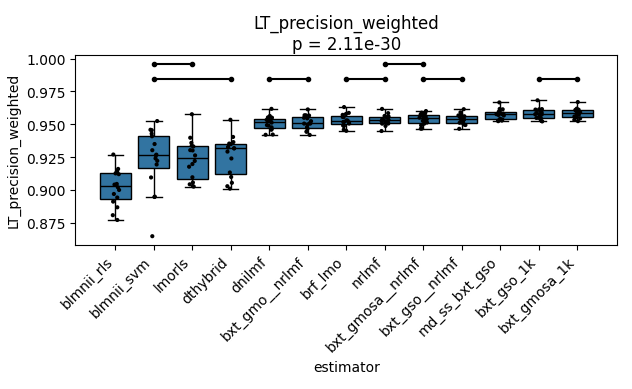 LT_precision_weighted
p = 2.11e-30
LT_precision_weighted
1.000
0.975
0.950
0.925
0.900
0.875
blmnii_rls
blmnii_svm
lmorls
dthybrid
dnilmf
bxt_gmo__nrlmf
brf_lmo
nrlmf
bxt_gmosa__nrlmf
bxt_gso__nrlmf
md_ss_bxt_gso
bxt_gso_1k
bxt_gmosa_1k
estimator